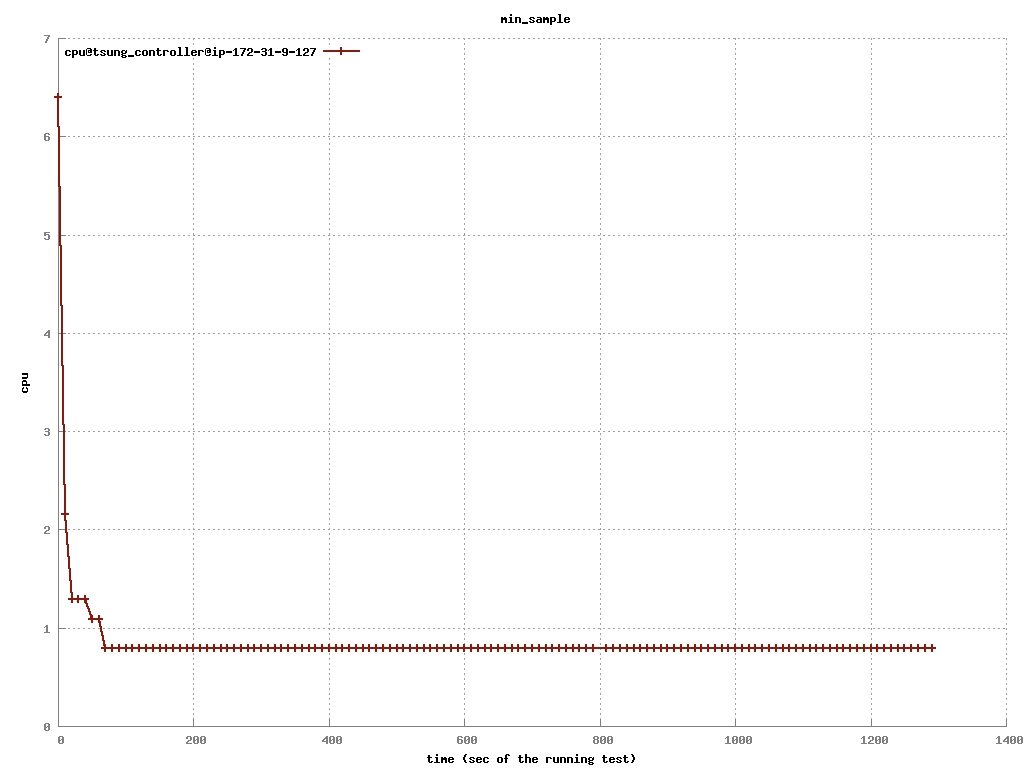 min_sample
7
cpu@tsung_controller@ip-172-31-9-127
6
5
4
cpu
3
2
1
0
0 200 400 600 800 1000 1200 1400
time (sec of the running test)